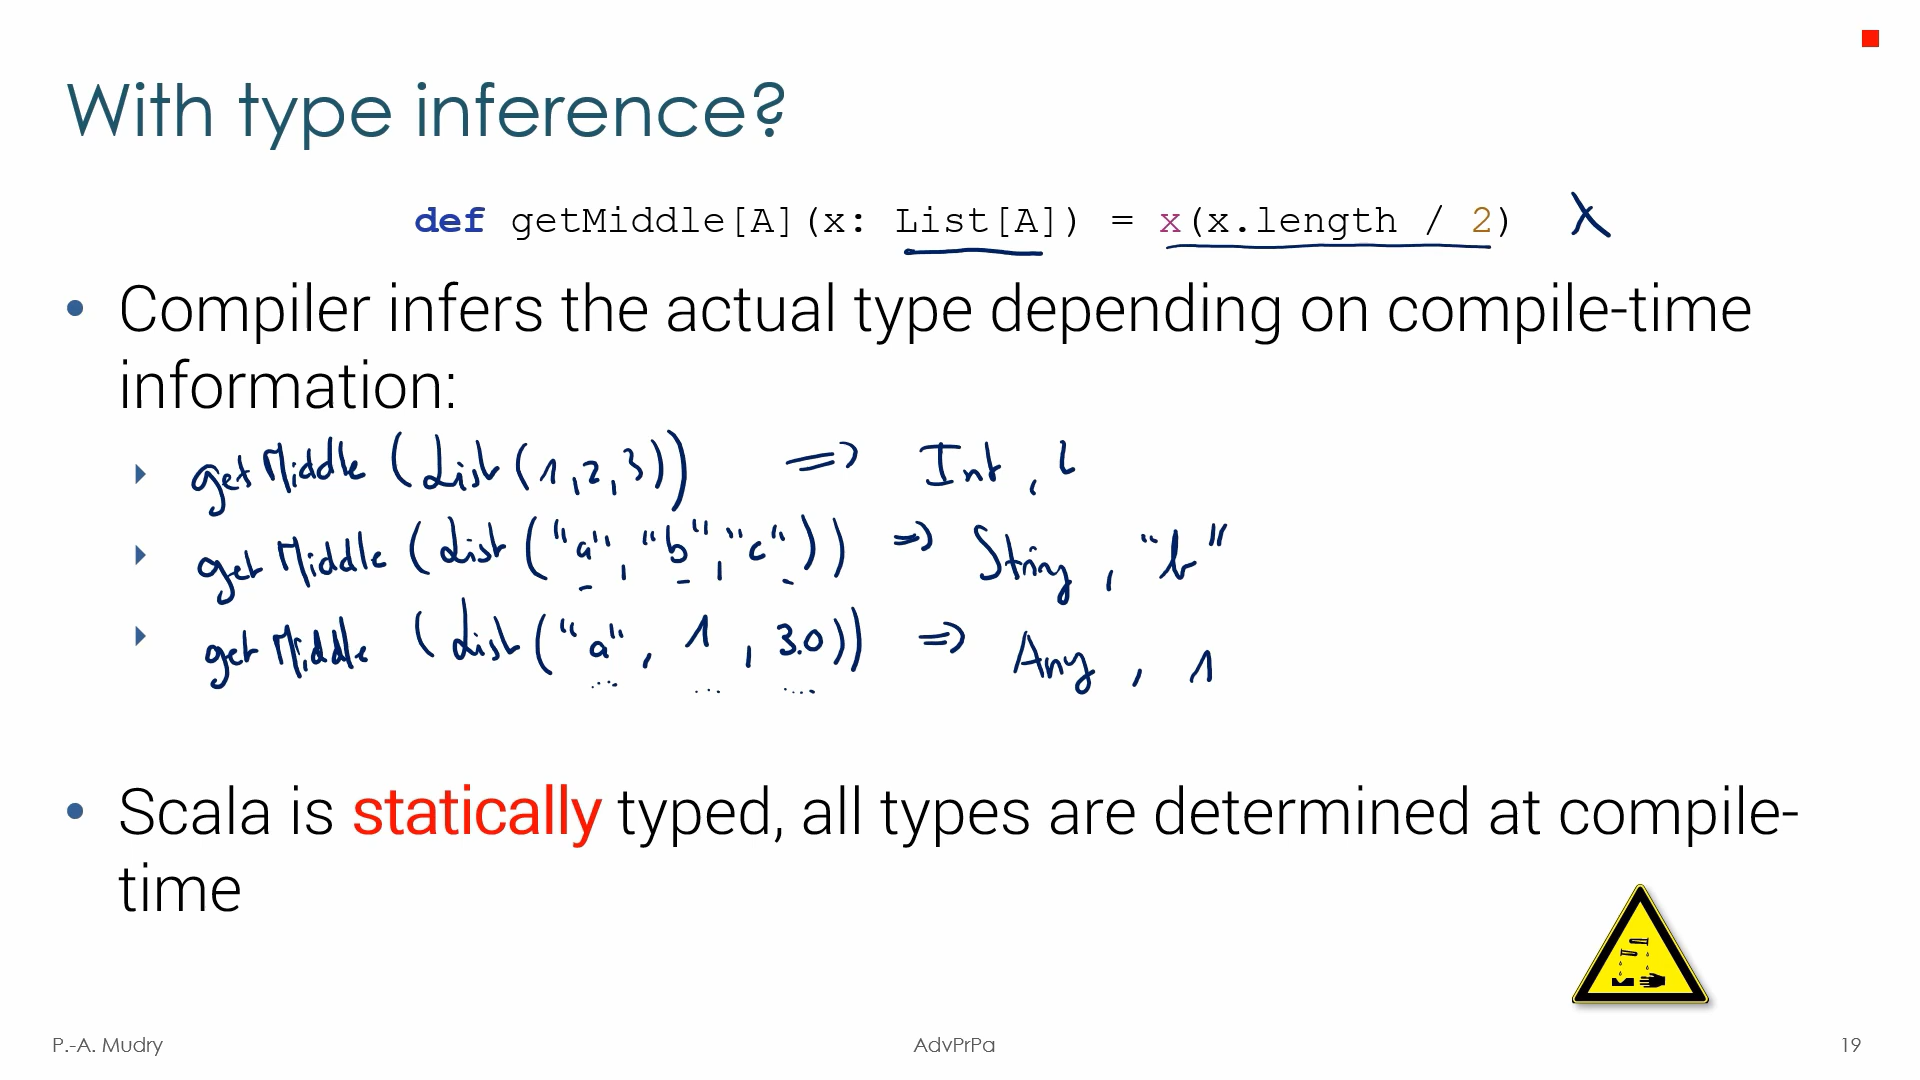 With type inference?
def getMiddle[A](x: List[A]) = x(x.length / 2)
• Compiler infers the actual type depending on compile-time
information:
getMiddle (List (1,2,3)) => Int, 2
getMiddle (List ("a", "b", "c")) => String, "b"
getMiddle (List ("a", 1, 3.0)) => Any, 1
• Scala is statically typed, all types are determined at compile-
time
P.-A. Mudry
AdvPrPa
19